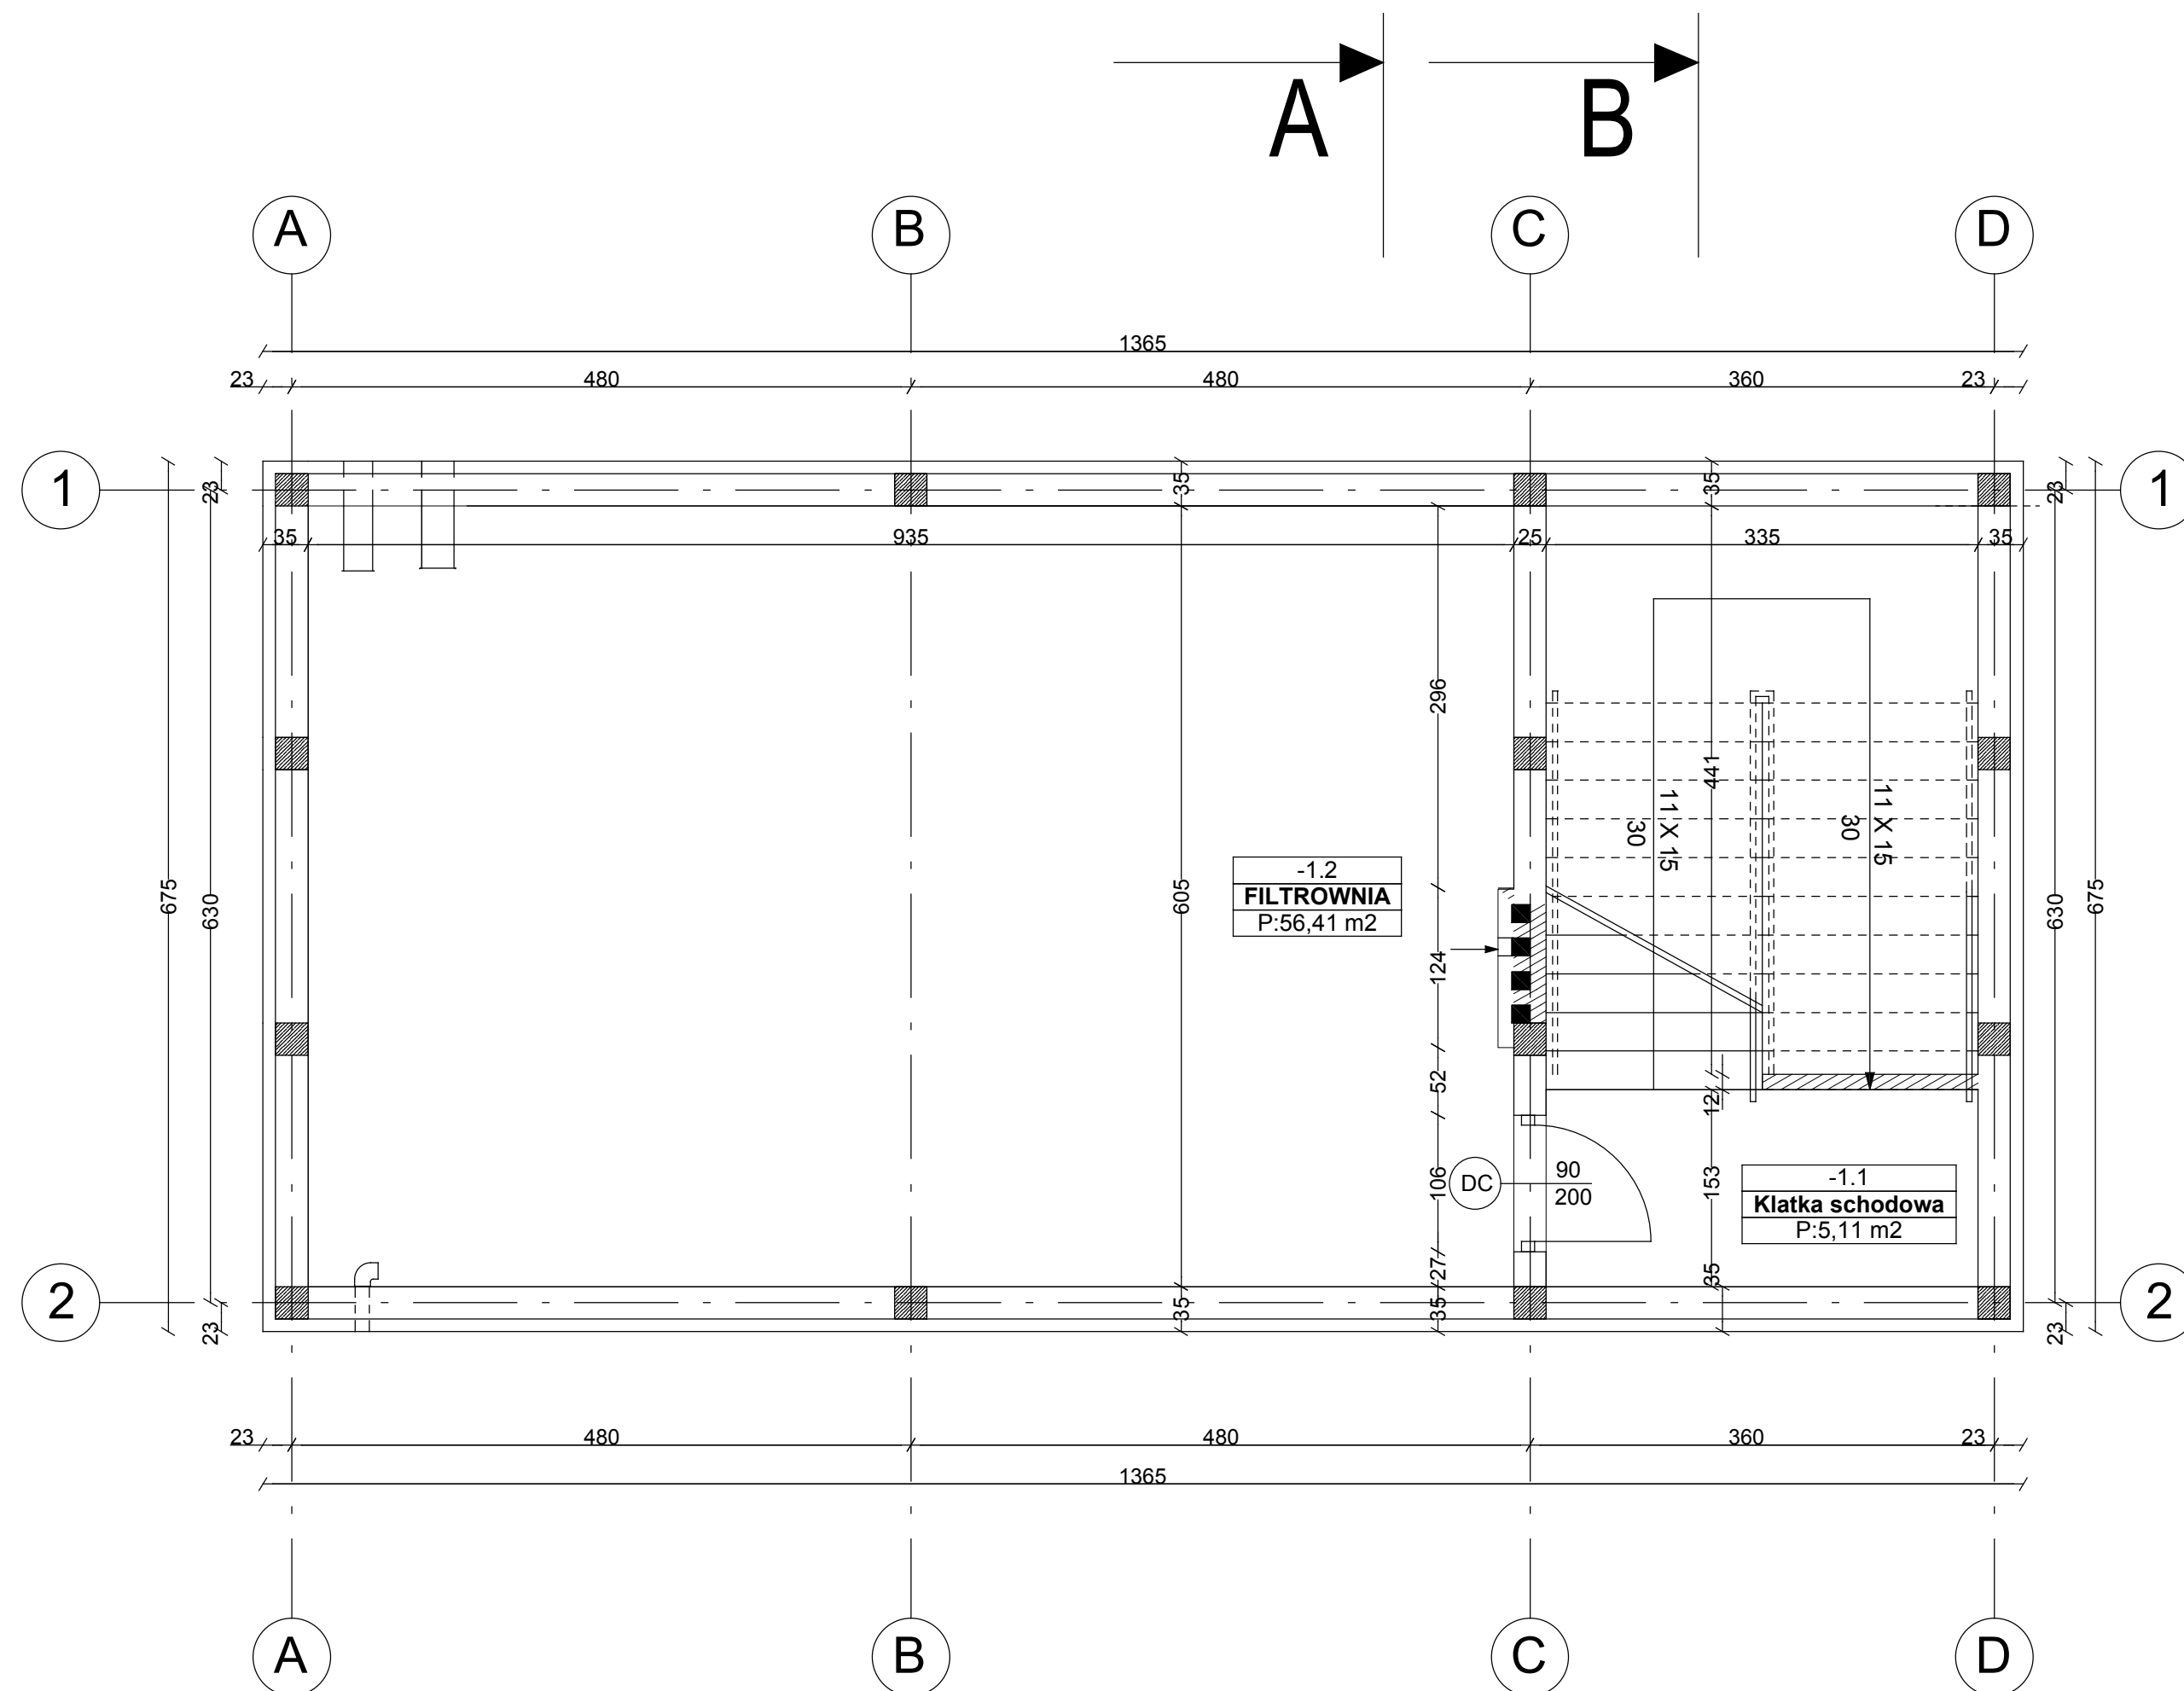 A B
A B C D
1365
23 480 480 360 23
1 1
23 35 35 23
35 935 25 335 35
296
441
11 X 15
30
11 X 15
30
-1.2
FILTROWNIA
P:56,41 m2
675 630 605 630 675
124
52
12
106
DC
90
200
153
-1.1
Klatka schodowa
P:5,11 m2
27 35
2 2
23 35 35 23
23 480 480 360 23
1365
A B C D